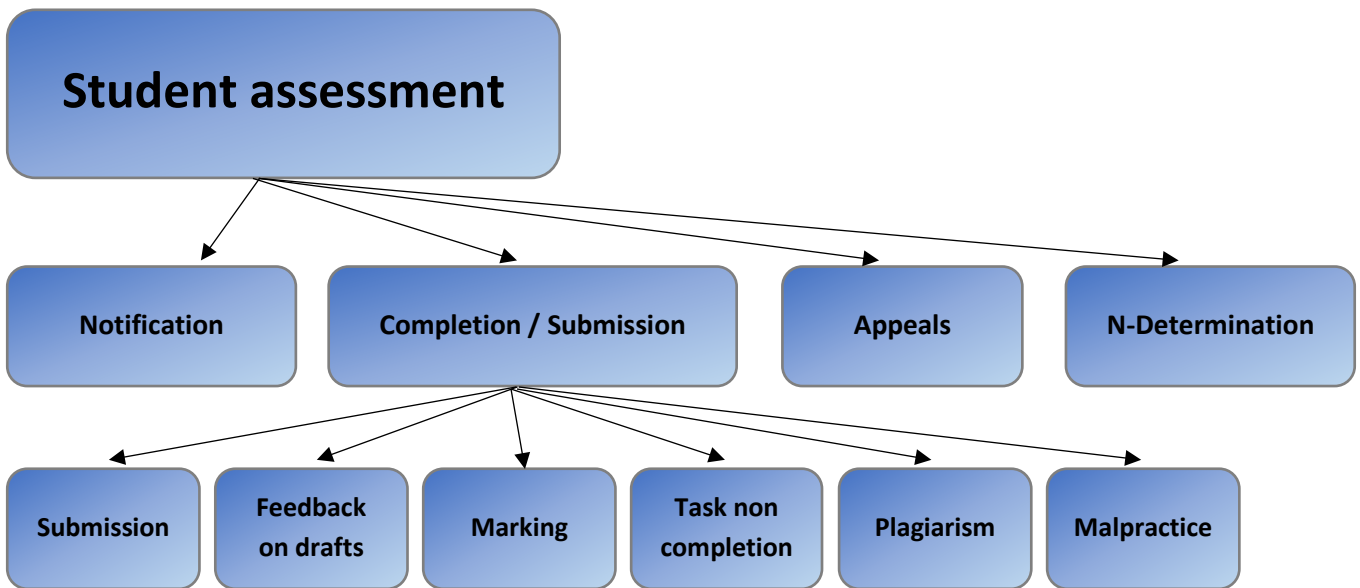 Student assessment
Notification
Completion / Submission
Appeals
N-Determination
Submission
Feedback
on drafts
Marking
Task non
completion
Plagiarism
Malpractice